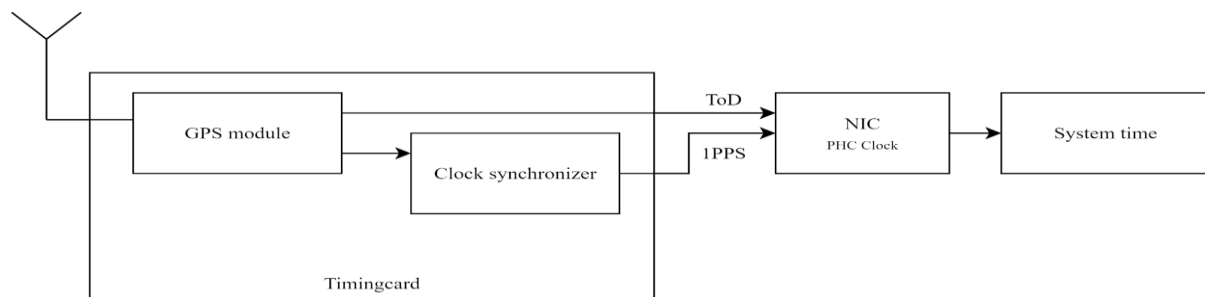 ToD
GPS module
NIC
PHC Clock
System time
1PPS
Clock synchronizer
Timingcard